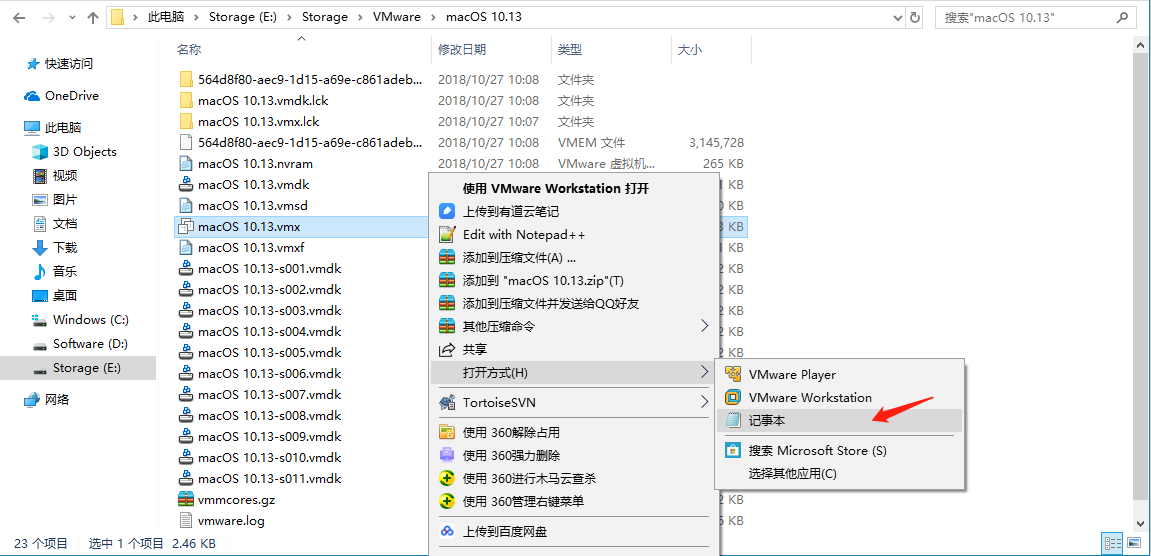 此电脑 › Storage (E:) › Storage › VMware › macOS 10.13
搜索"macOS 10.13"
名称 修改日期 类型 大小
快速访问
OneDrive
此电脑
3D Objects
视频
图片
文档
下载
音乐
桌面
Windows (C:)
Software (D:)
Storage (E:)
网络
564d8f80-aec9-1d15-a69e-c861adeb... 2018/10/27 10:08 文件夹
macOS 10.13.vmdk.lck 2018/10/27 10:08 文件夹
macOS 10.13.vmx.lck 2018/10/27 10:07 文件夹
564d8f80-aec9-1d15-a69e-c861adeb... 2018/10/27 10:08 VMEM 文件 3,145,728
macOS 10.13.nvram 2018/10/27 10:08 VMware 虚拟机... 265 KB
macOS 10.13.vmdk KB
macOS 10.13.vmsd KB
macOS 10.13.vmx KB
macOS 10.13.vmxf KB
macOS 10.13-s001.vmdk KB
macOS 10.13-s002.vmdk KB
macOS 10.13-s003.vmdk KB
macOS 10.13-s004.vmdk KB
macOS 10.13-s005.vmdk KB
macOS 10.13-s006.vmdk
macOS 10.13-s007.vmdk
macOS 10.13-s008.vmdk
macOS 10.13-s009.vmdk
macOS 10.13-s010.vmdk
macOS 10.13-s011.vmdk
vmmcores.gz KB
vmware.log KB
使用 VMware Workstation 打开
上传到有道云笔记
Edit with Notepad++
添加到压缩文件(A) ...
添加到 "macOS 10.13.zip"(T)
添加到压缩文件并发送给QQ好友
其他压缩命令
共享
打开方式(H)
TortoiseSVN
使用 360解除占用
使用 360强力删除
使用 360进行木马云查杀
使用 360管理右键菜单
上传到百度网盘
VMware Player
VMware Workstation
记事本
搜索 Microsoft Store (S)
选择其他应用(C)
23 个项目 选中 1 个项目 2.46 KB